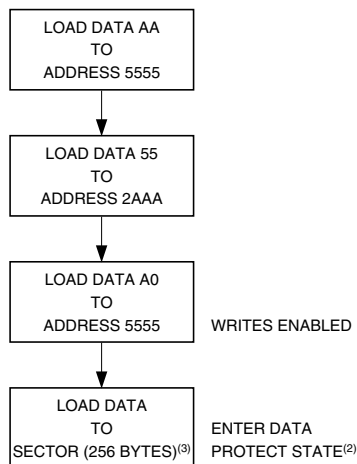 LOAD DATA AA
TO
ADDRESS 5555
LOAD DATA 55
TO
ADDRESS 2AAA
LOAD DATA A0
TO
ADDRESS 5555 WRITES ENABLED
LOAD DATA
TO ENTER DATA
SECTOR (256 BYTES)(3) PROTECT STATE(2)